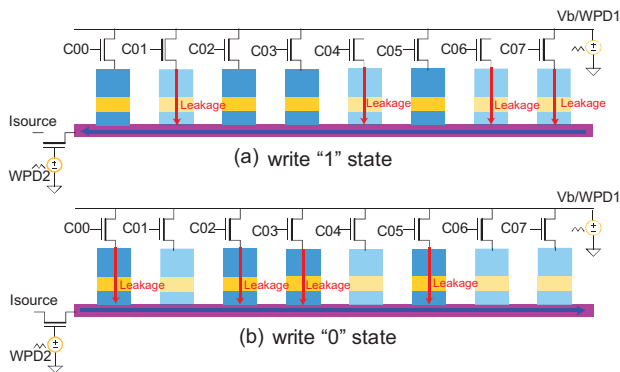 Vb/WPD1
C00 C01 C02 C03 C04 C05 C06 C07
Leakage Leakage Leakage Leakage
Isource
WPD2
(a) write “1” state
Vb/WPD1
C00 C01 C02 C03 C04 C05 C06 C07
Leakage Leakage Leakage Leakage
Isource
WPD2
(b) write “0” state